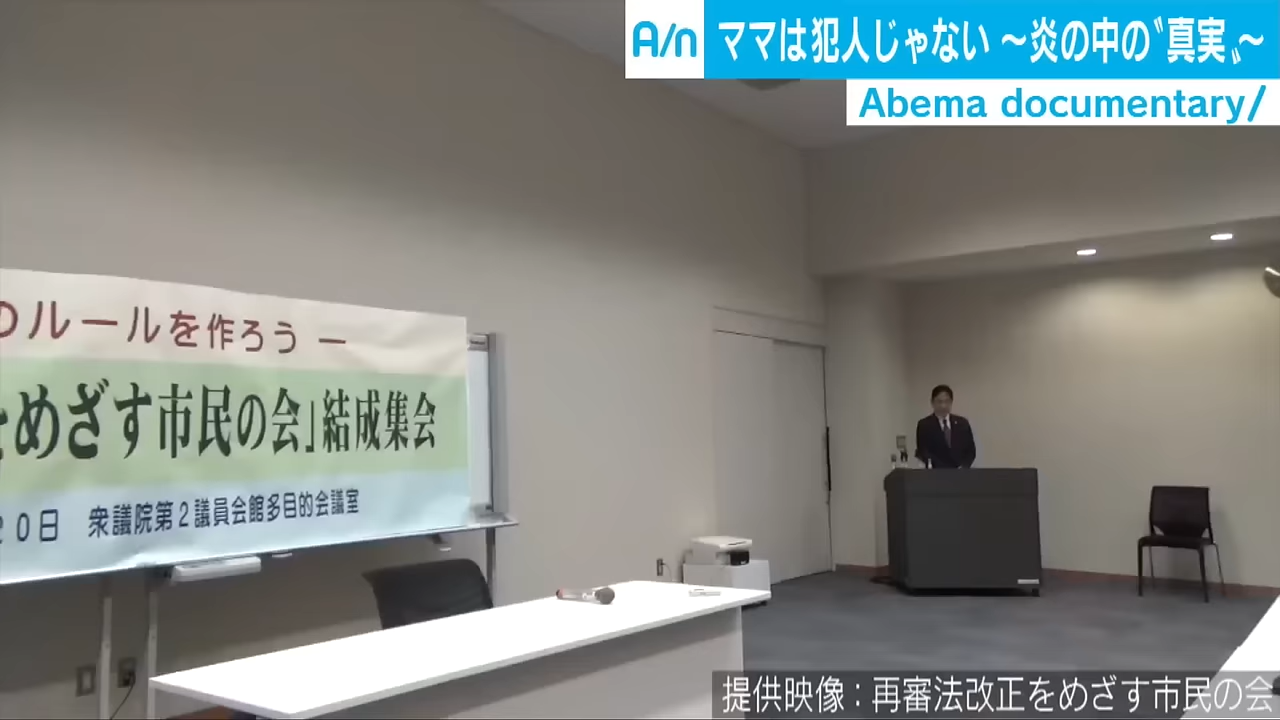 A/n
ママは犯人じゃない ～炎の中の〝真実〟～
Abema documentary/
のルールを作ろう ー
をめざす市民の会」結成集会
20日 衆議院第2議員会館多目的会議室
提供映像：再審法改正をめざす市民の会